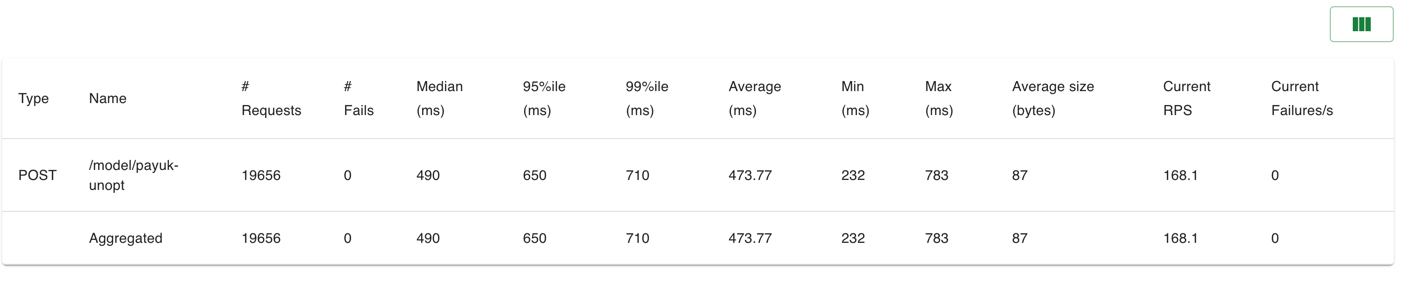 Type Name # Requests # Fails Median (ms) 95%ile (ms) 99%ile (ms) Average (ms) Min (ms) Max (ms) Average size (bytes) Current RPS Current Failures/s
POST /model/payuk-unopt 19656 0 490 650 710 473.77 232 783 87 168.1 0
Aggregated 19656 0 490 650 710 473.77 232 783 87 168.1 0